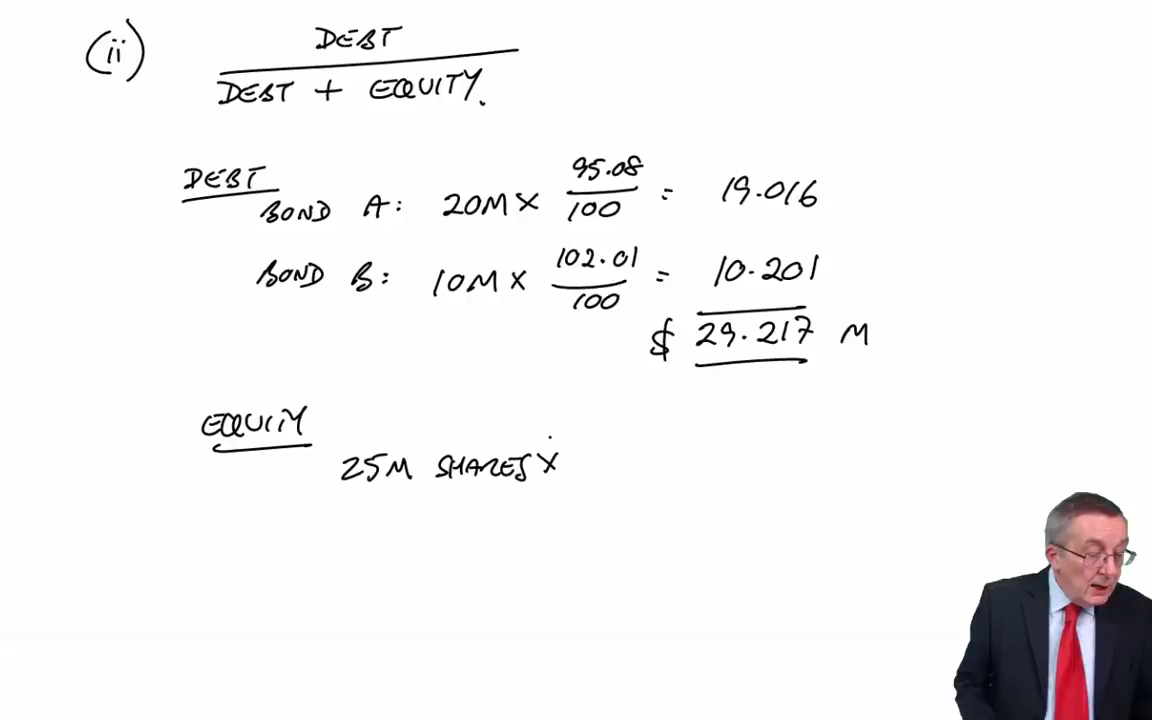 (ii) DEBT
DEBT + EQUITY.
DEBT
BOND A: 20M × 95.08 / 100 = 19.016
BOND B: 10M × 102.01 / 100 = 10.201
$ 29.217 M
EQUITY
25M SHARES ×